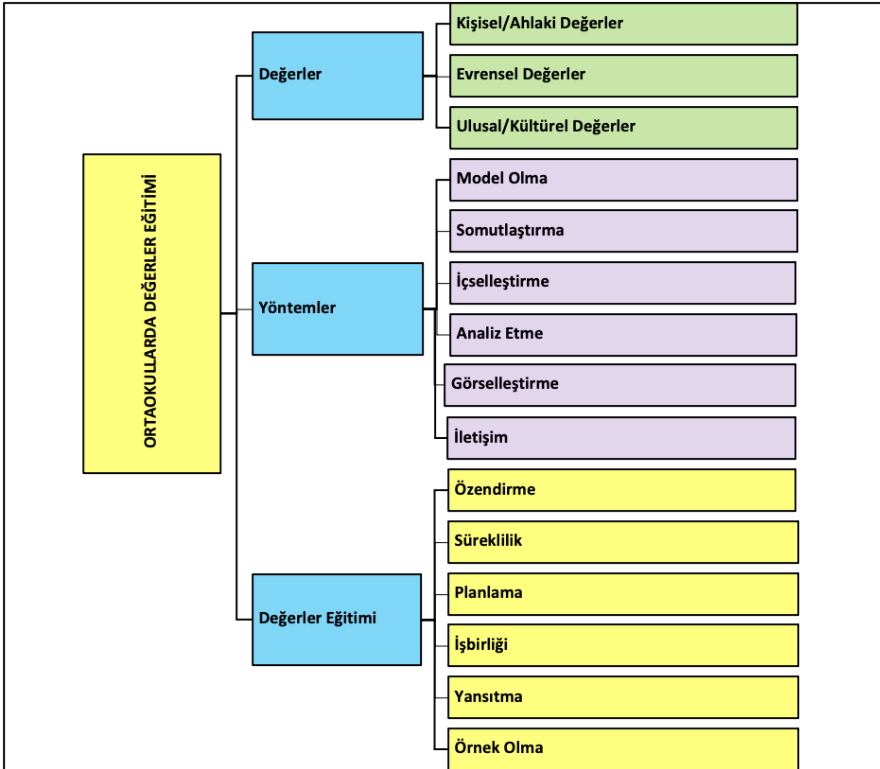 ORTAOKULLARDA DEĞERLER EĞİTİMİ
Değerler
Kişisel/Ahlaki Değerler
Evrensel Değerler
Ulusal/Kültürel Değerler
Yöntemler
Model Olma
Somutlaştırma
İçselleştirme
Analiz Etme
Görselleştirme
İletişim
Değerler Eğitimi
Özendirme
Süreklilik
Planlama
İşbirliği
Yansıtma
Örnek Olma